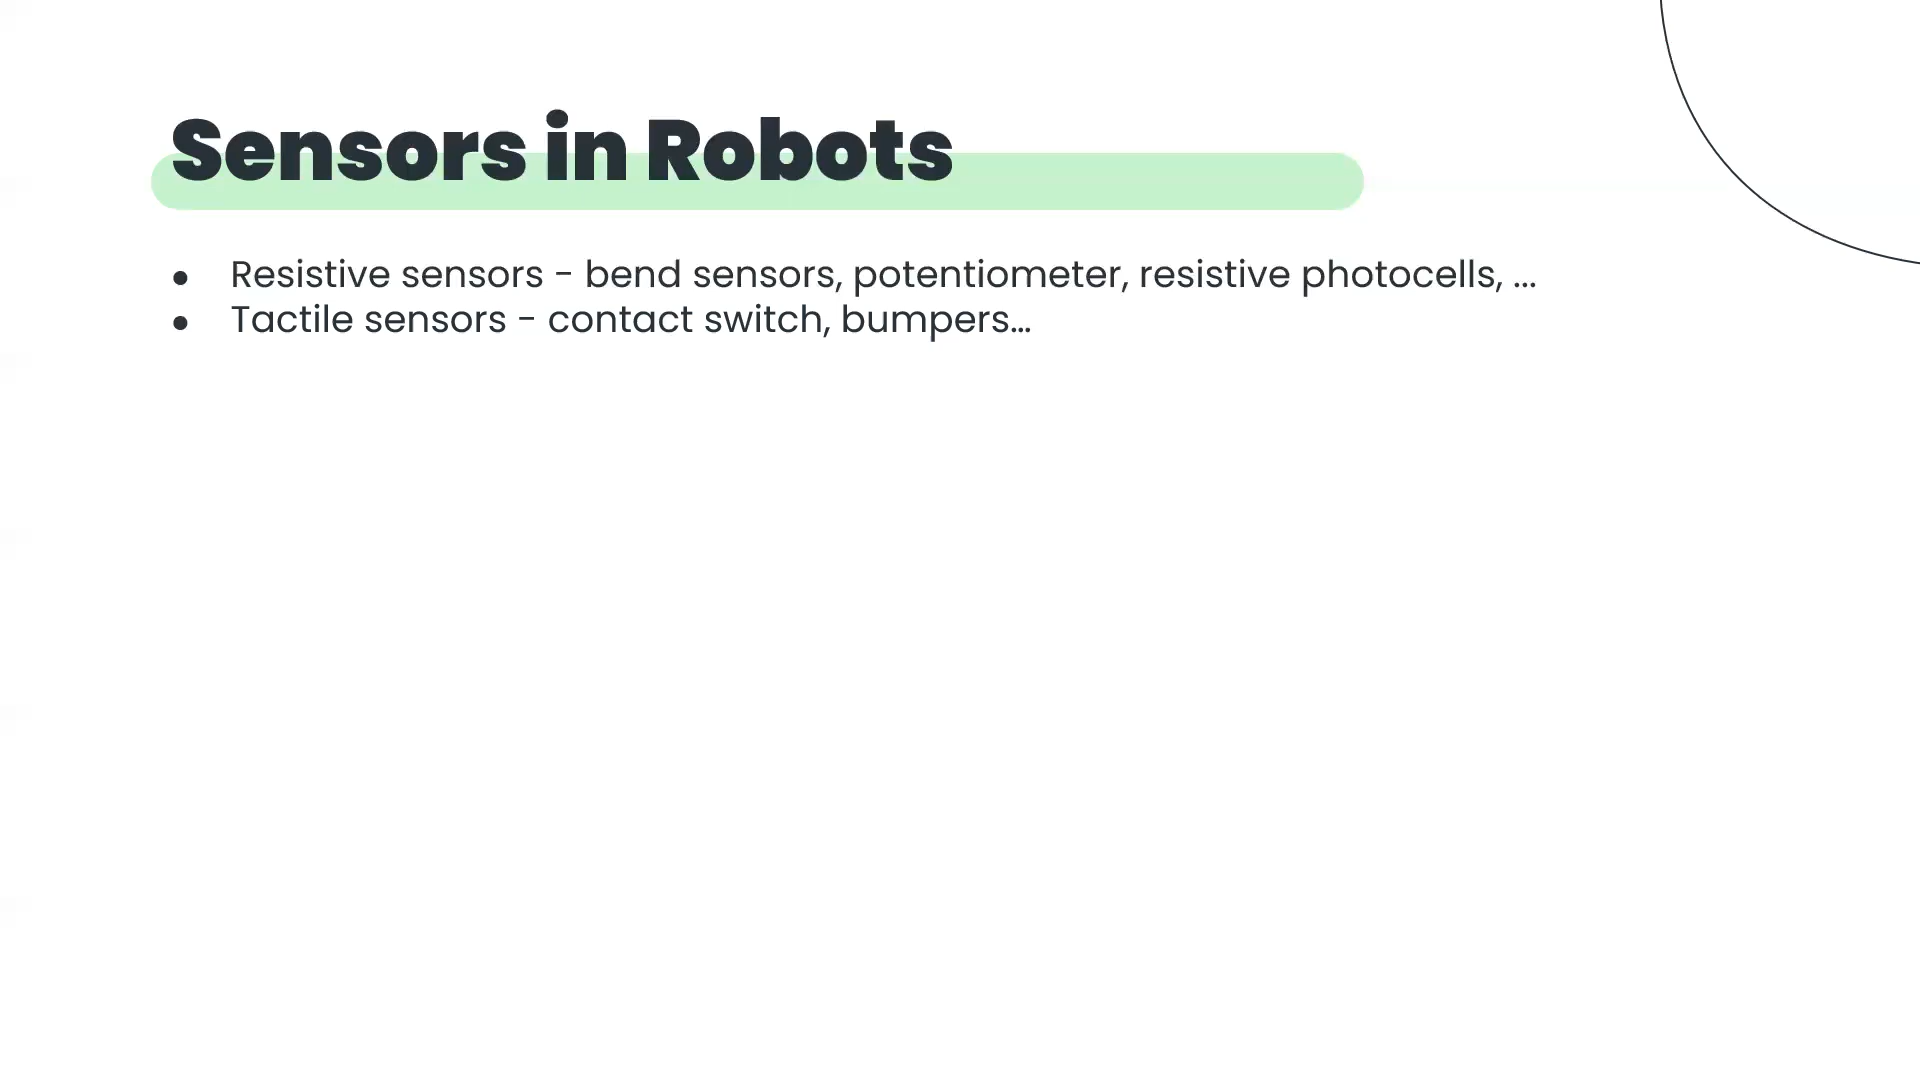 Sensors in Robots
● Resistive sensors - bend sensors, potentiometer, resistive photocells, ...
● Tactile sensors - contact switch, bumpers...